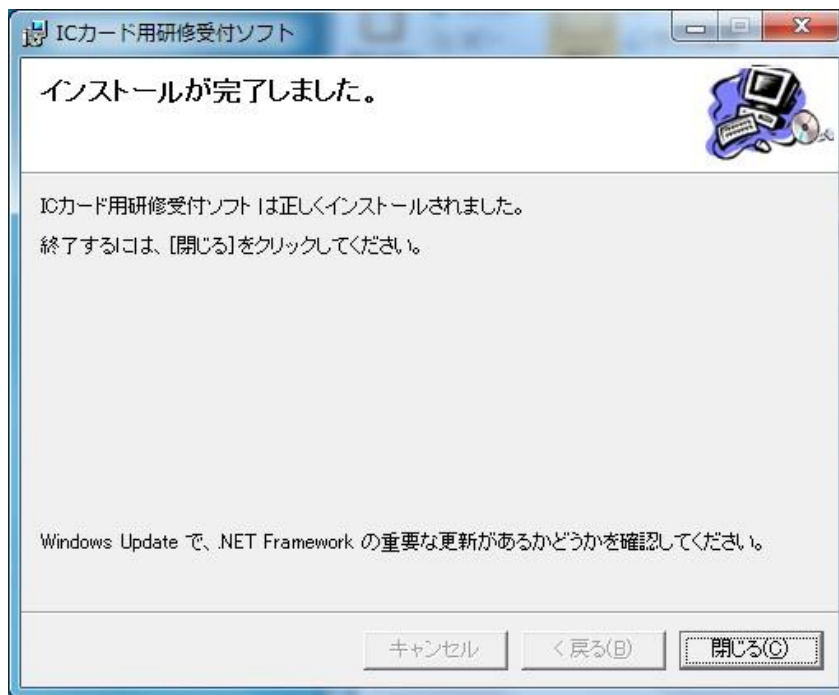 ICカード用研修受付ソフト
インストールが完了しました。
ICカード用研修受付ソフト は正しくインストールされました。
終了するには、[閉じる]をクリックしてください。
Windows Update で、.NET Framework の重要な更新があるかどうかを確認してください。
キャンセル
< 戻る(B)
閉じる(C)